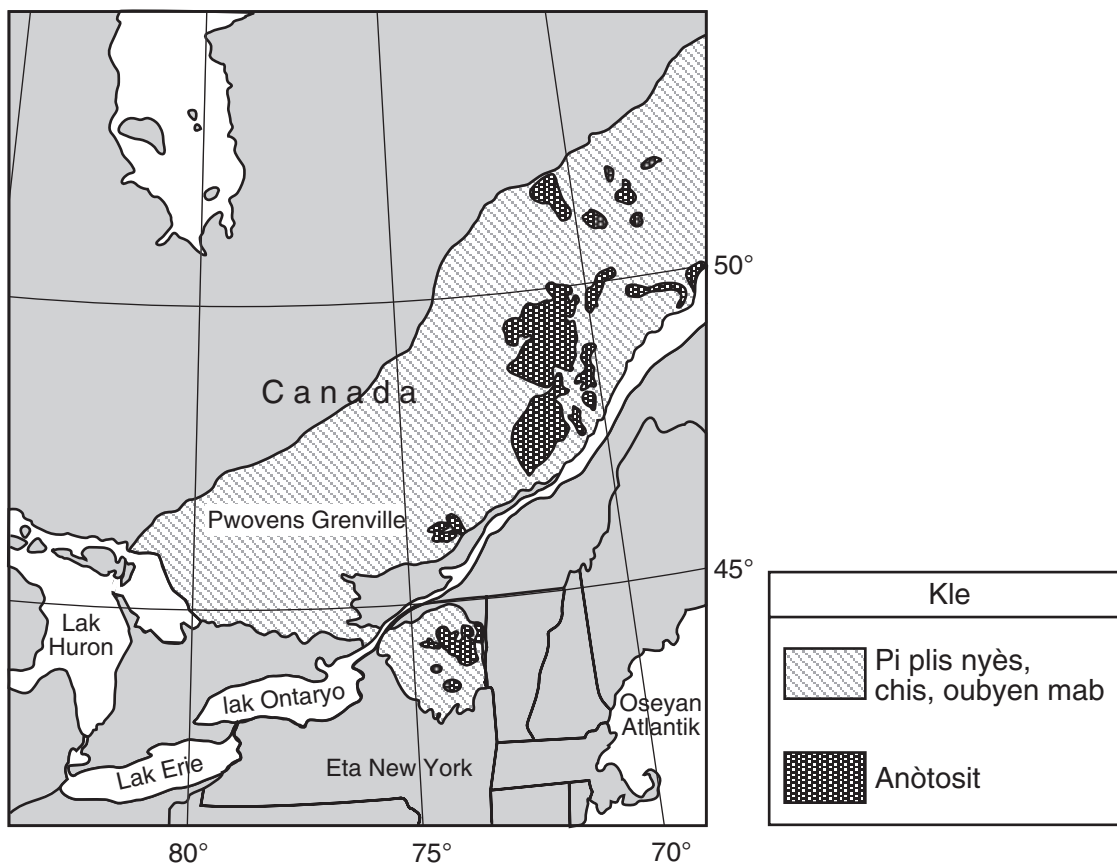 50°
Canada
Pwovens Grenville
45°
Lak
Huron
lak Ontaryo
Lak Erie
Eta New York
Oseyan
Atlantik
80°
75°
70°
Kle
Pi plis nyès,
chis, oubyen mab
Anòtosit